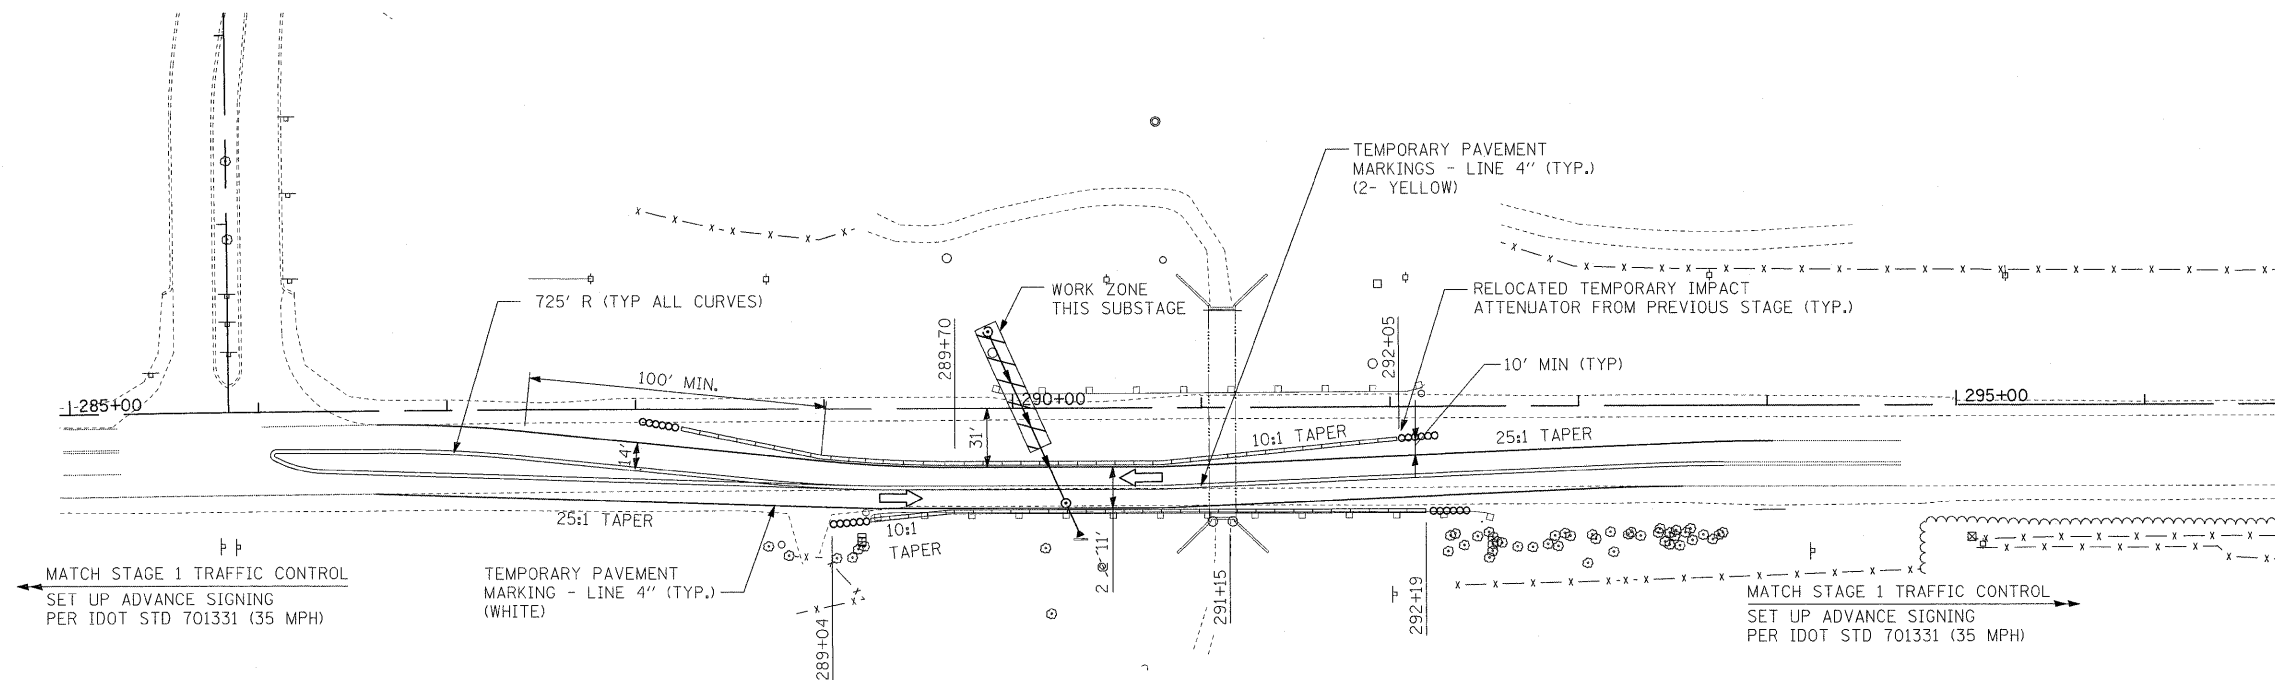 TEMPORARY PAVEMENT
MARKINGS - LINE 4" (TYP.)
(2- YELLOW)
725' R (TYP ALL CURVES)
WORK ZONE
THIS SUBSTAGE
RELOCATED TEMPORARY IMPACT
ATTENUATOR FROM PREVIOUS STAGE (TYP.)
289+70
292+05
10' MIN (TYP)
100' MIN.
285+00
290+00
295+00
31'
14'
10:1 TAPER
25:1 TAPER
25:1 TAPER
10:1
TAPER
2 @ 11'
291+15
292+19
289+04
MATCH STAGE 1 TRAFFIC CONTROL
SET UP ADVANCE SIGNING
PER IDOT STD 701331 (35 MPH)
TEMPORARY PAVEMENT
MARKING - LINE 4" (TYP.)
(WHITE)
MATCH STAGE 1 TRAFFIC CONTROL
SET UP ADVANCE SIGNING
PER IDOT STD 701331 (35 MPH)